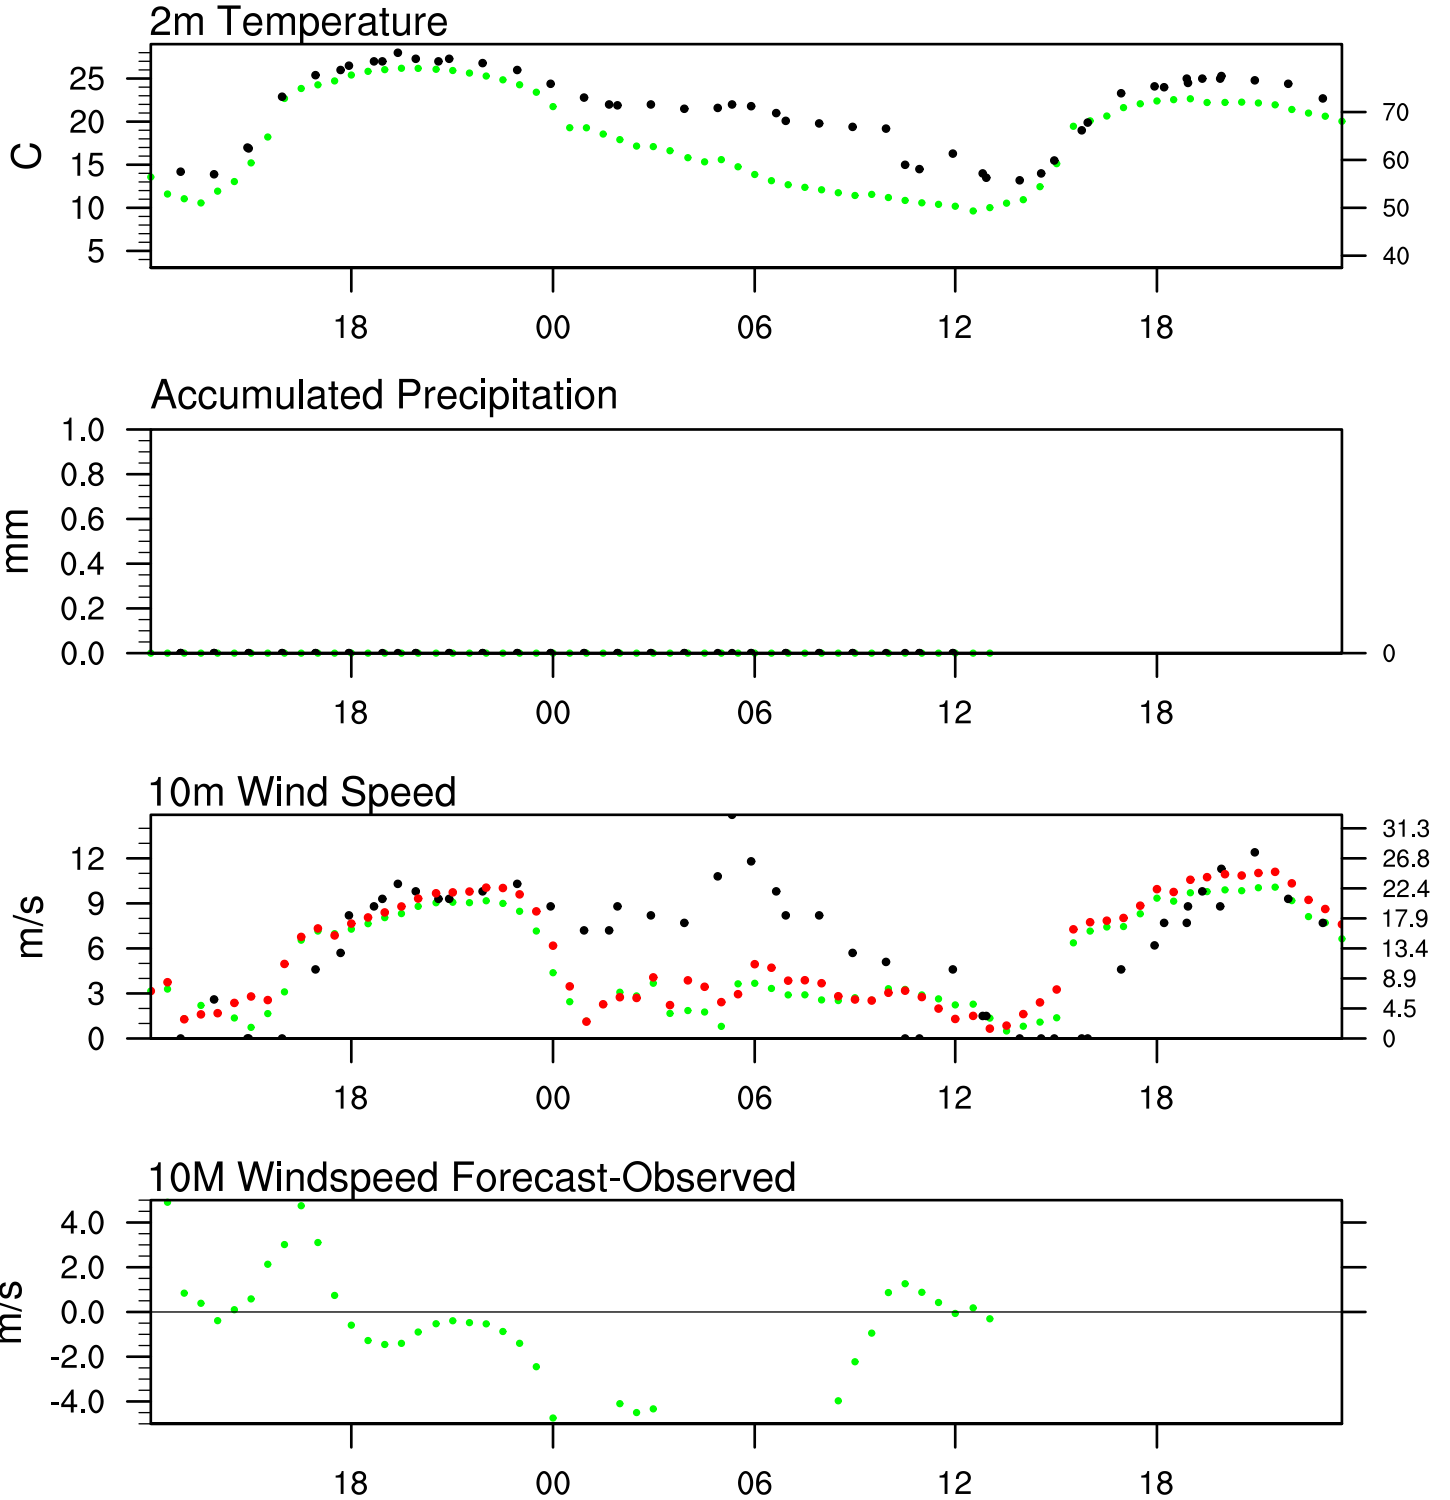 2m Temperature
25
20
15
10
5
C
70
60
50
40
18 00 06 12 18
Accumulated Precipitation
1.0
0.8
0.6
0.4
0.2
0.0
mm
0
18 00 06 12 18
10m Wind Speed
12
9
6
3
0
m/s
31.3
26.8
22.4
17.9
13.4
8.9
4.5
0
18 00 06 12 18
10M Windspeed Forecast-Observed
4.0
2.0
0.0
-2.0
-4.0
m/s
18 00 06 12 18